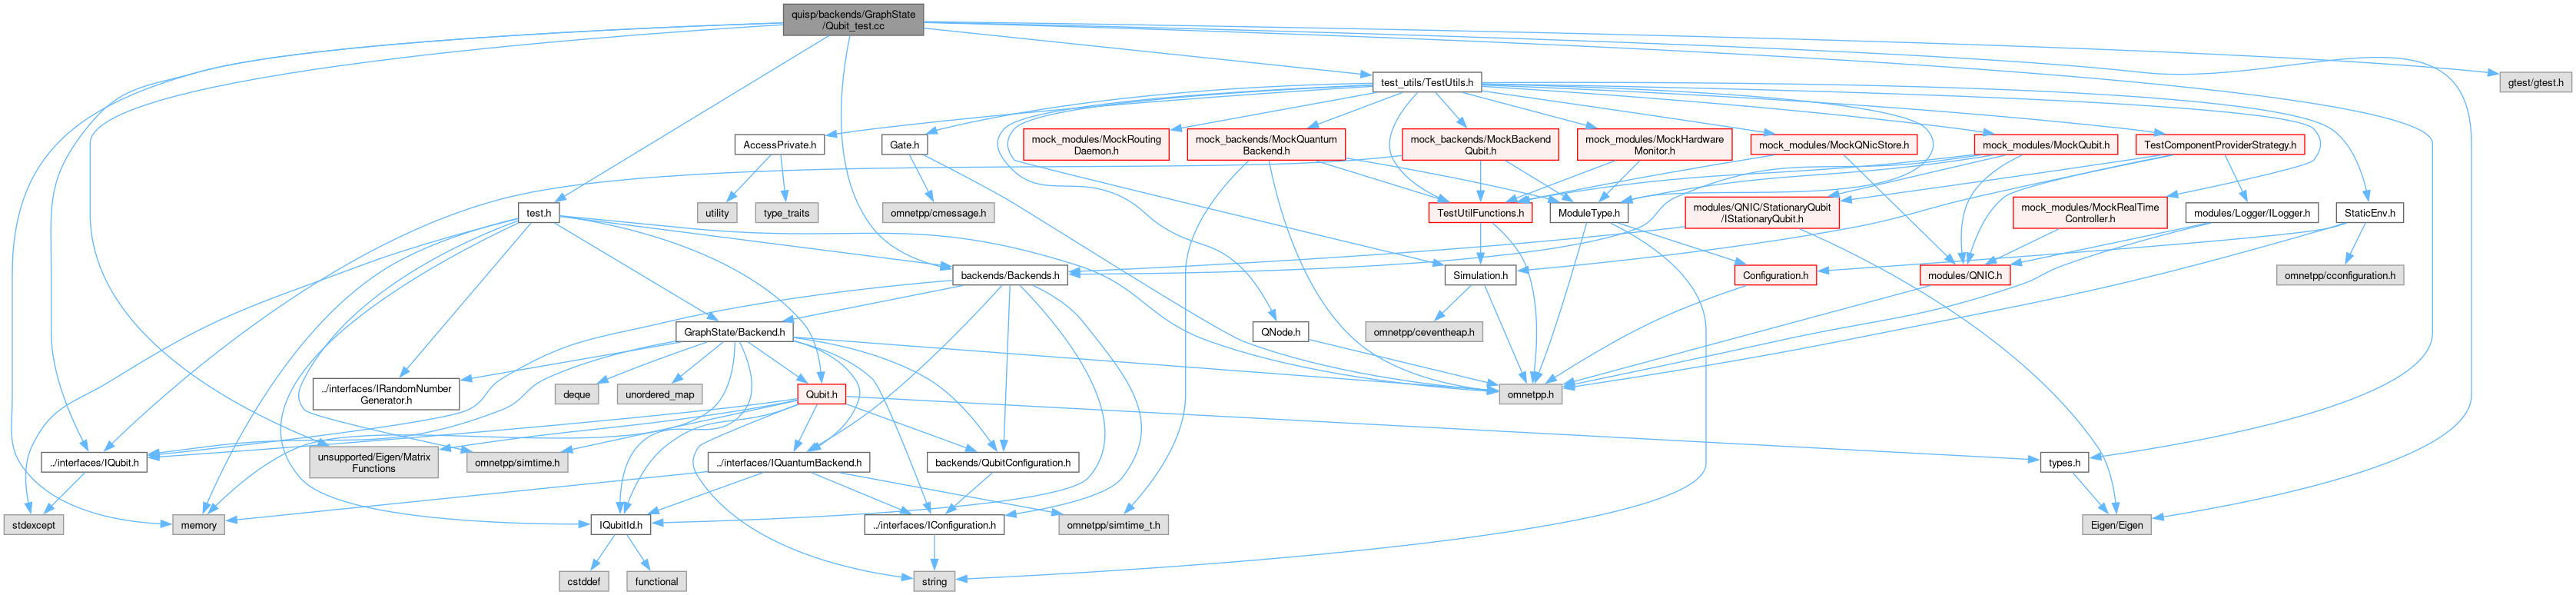 quisp/backends/GraphState
/Qubit_test.cc
test_utils/TestUtils.h
gtest/gtest.h
AccessPrivate.h
Gate.h
mock_modules/MockRouting
Daemon.h
mock_backends/MockQuantum
Backend.h
mock_backends/MockBackend
Qubit.h
mock_modules/MockHardware
Monitor.h
mock_modules/MockQNicStore.h
mock_modules/MockQubit.h
TestComponentProviderStrategy.h
test.h
utility
type_traits
omnetpp/cmessage.h
TestUtilFunctions.h
ModuleType.h
modules/QNIC/StationaryQubit
/IStationaryQubit.h
mock_modules/MockRealTime
Controller.h
modules/Logger/ILogger.h
StaticEnv.h
backends/Backends.h
Simulation.h
Configuration.h
modules/QNIC.h
omnetpp/cconfiguration.h
GraphState/Backend.h
omnetpp/ceventheap.h
QNode.h
../interfaces/IRandomNumber
Generator.h
deque
unordered_map
Qubit.h
omnetpp.h
../interfaces/IQubit.h
unsupported/Eigen/Matrix
Functions
omnetpp/simtime.h
../interfaces/IQuantumBackend.h
backends/QubitConfiguration.h
types.h
stdexcept
memory
IQubitId.h
../interfaces/IConfiguration.h
omnetpp/simtime_t.h
Eigen/Eigen
cstddef
functional
string